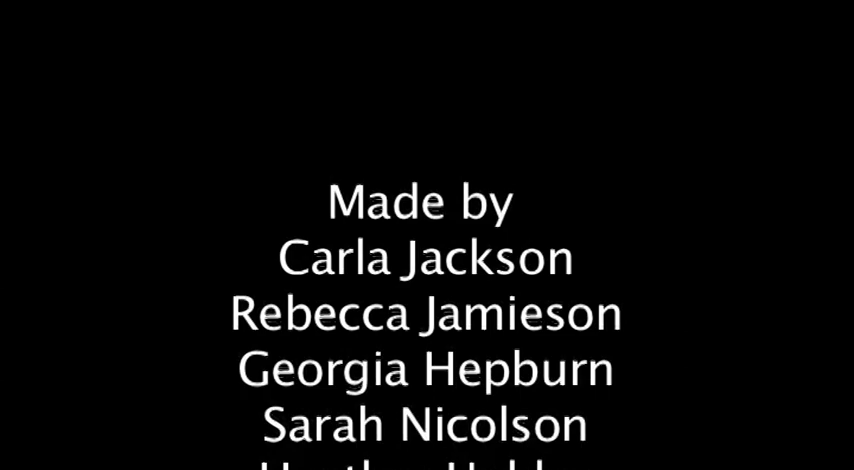 Made by
Carla Jackson
Rebecca Jamieson
Georgia Hepburn
Sarah Nicolson